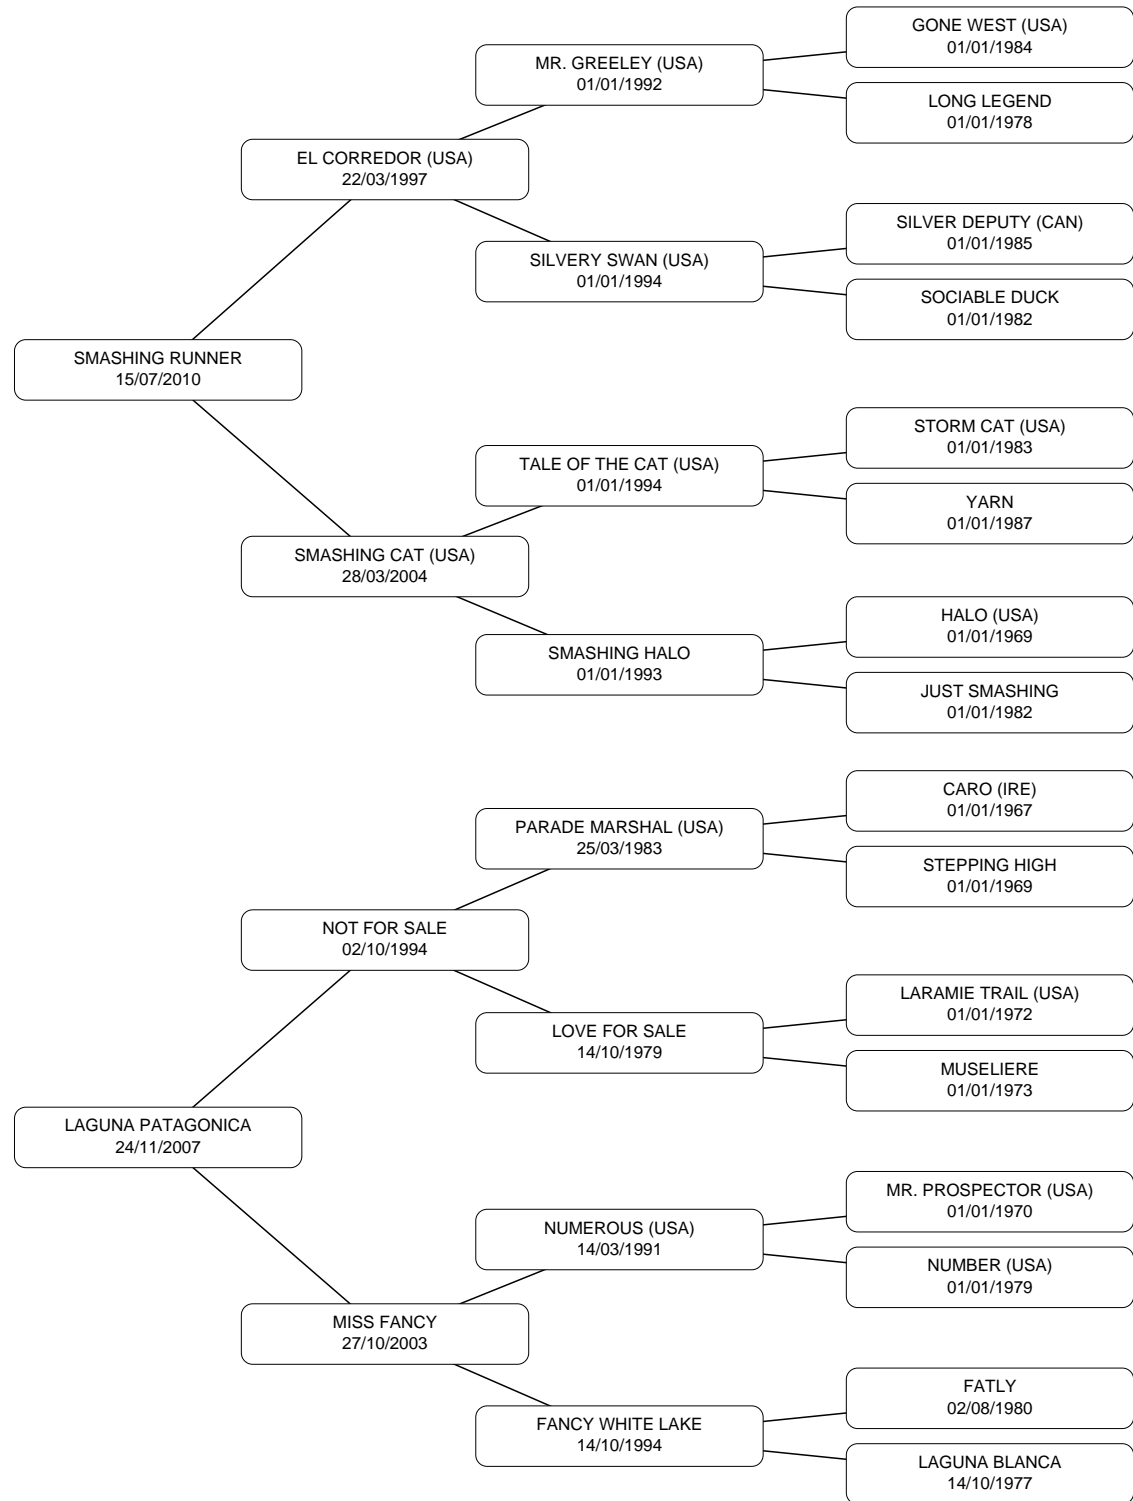 GONE WEST (USA)
01/01/1984
MR. GREELEY (USA)
01/01/1992
LONG LEGEND
01/01/1978
EL CORREDOR (USA)
22/03/1997
SILVER DEPUTY (CAN)
01/01/1985
SILVERY SWAN (USA)
01/01/1994
SOCIABLE DUCK
01/01/1982
SMASHING RUNNER
15/07/2010
STORM CAT (USA)
01/01/1983
TALE OF THE CAT (USA)
01/01/1994
YARN
01/01/1987
SMASHING CAT (USA)
28/03/2004
HALO (USA)
01/01/1969
SMASHING HALO
01/01/1993
JUST SMASHING
01/01/1982
CARO (IRE)
01/01/1967
PARADE MARSHAL (USA)
25/03/1983
STEPPING HIGH
01/01/1969
NOT FOR SALE
02/10/1994
LARAMIE TRAIL (USA)
01/01/1972
LOVE FOR SALE
14/10/1979
MUSELIERE
01/01/1973
LAGUNA PATAGONICA
24/11/2007
MR. PROSPECTOR (USA)
01/01/1970
NUMEROUS (USA)
14/03/1991
NUMBER (USA)
01/01/1979
MISS FANCY
27/10/2003
FATLY
02/08/1980
FANCY WHITE LAKE
14/10/1994
LAGUNA BLANCA
14/10/1977